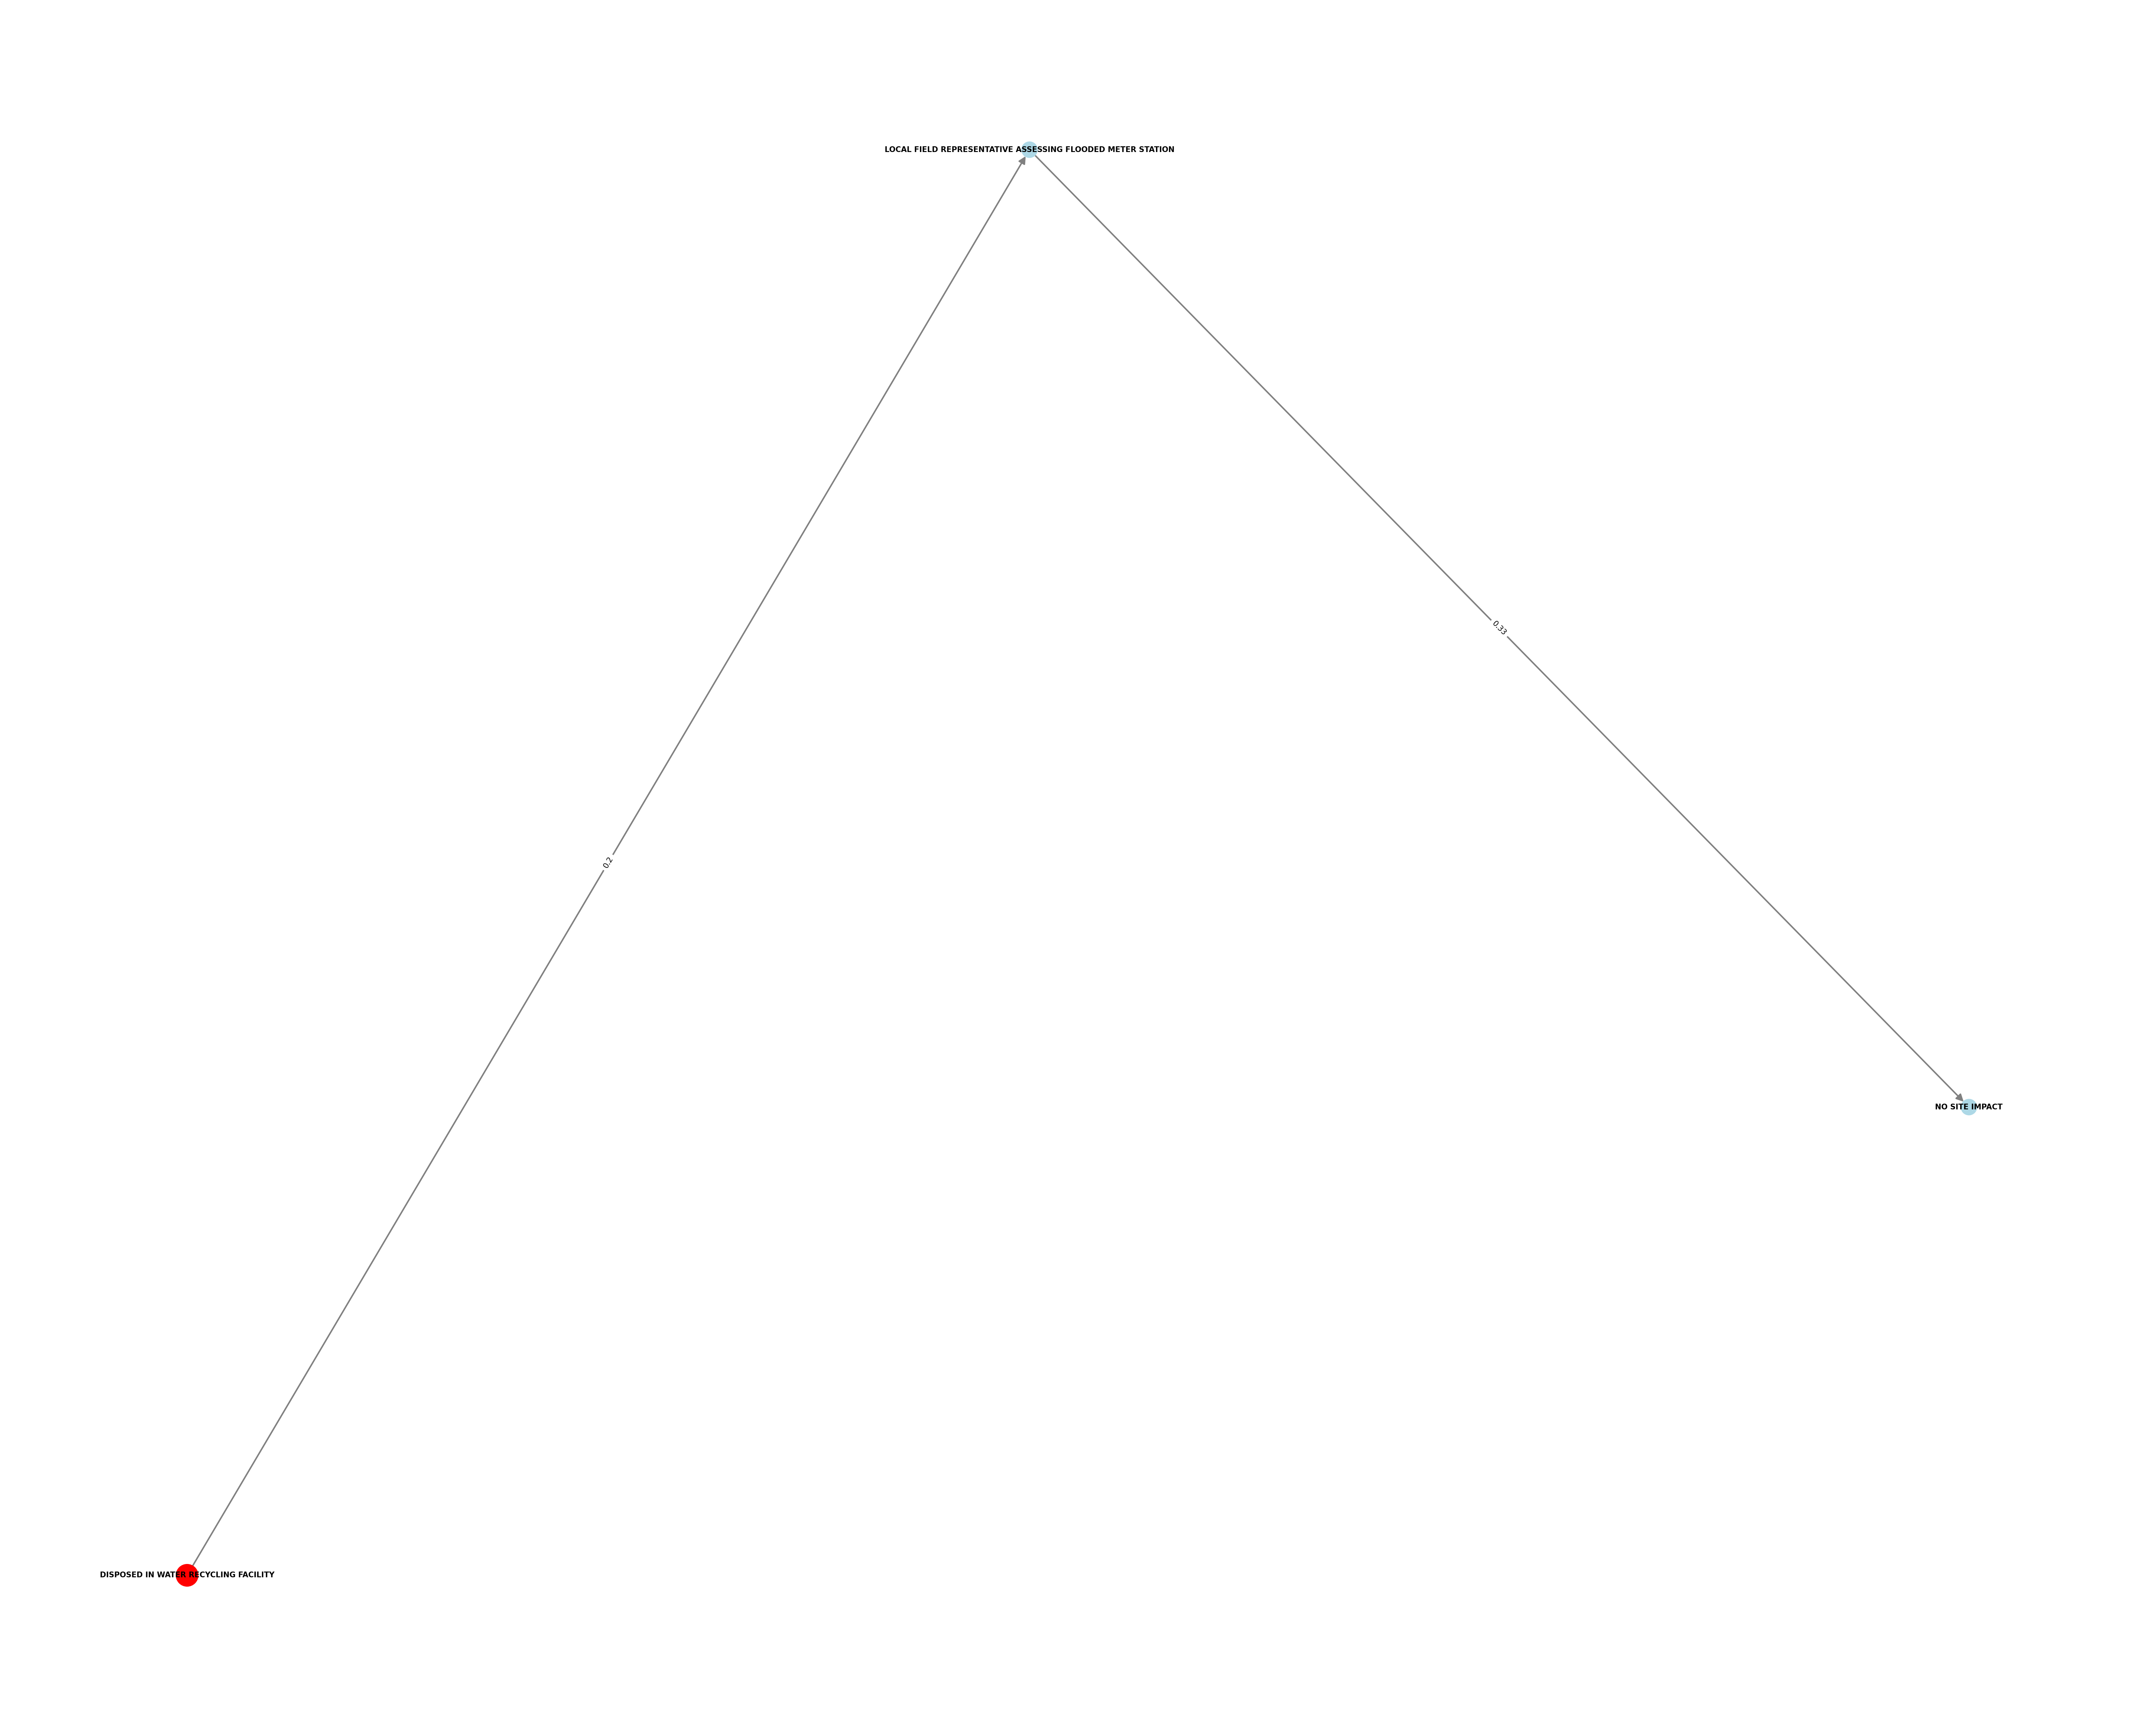 LOCAL FIELD REPRESENTATIVE ASSESSING FLOODED METER STATION
0.33
0.2
NO SITE IMPACT
DISPOSED IN WATER RECYCLING FACILITY